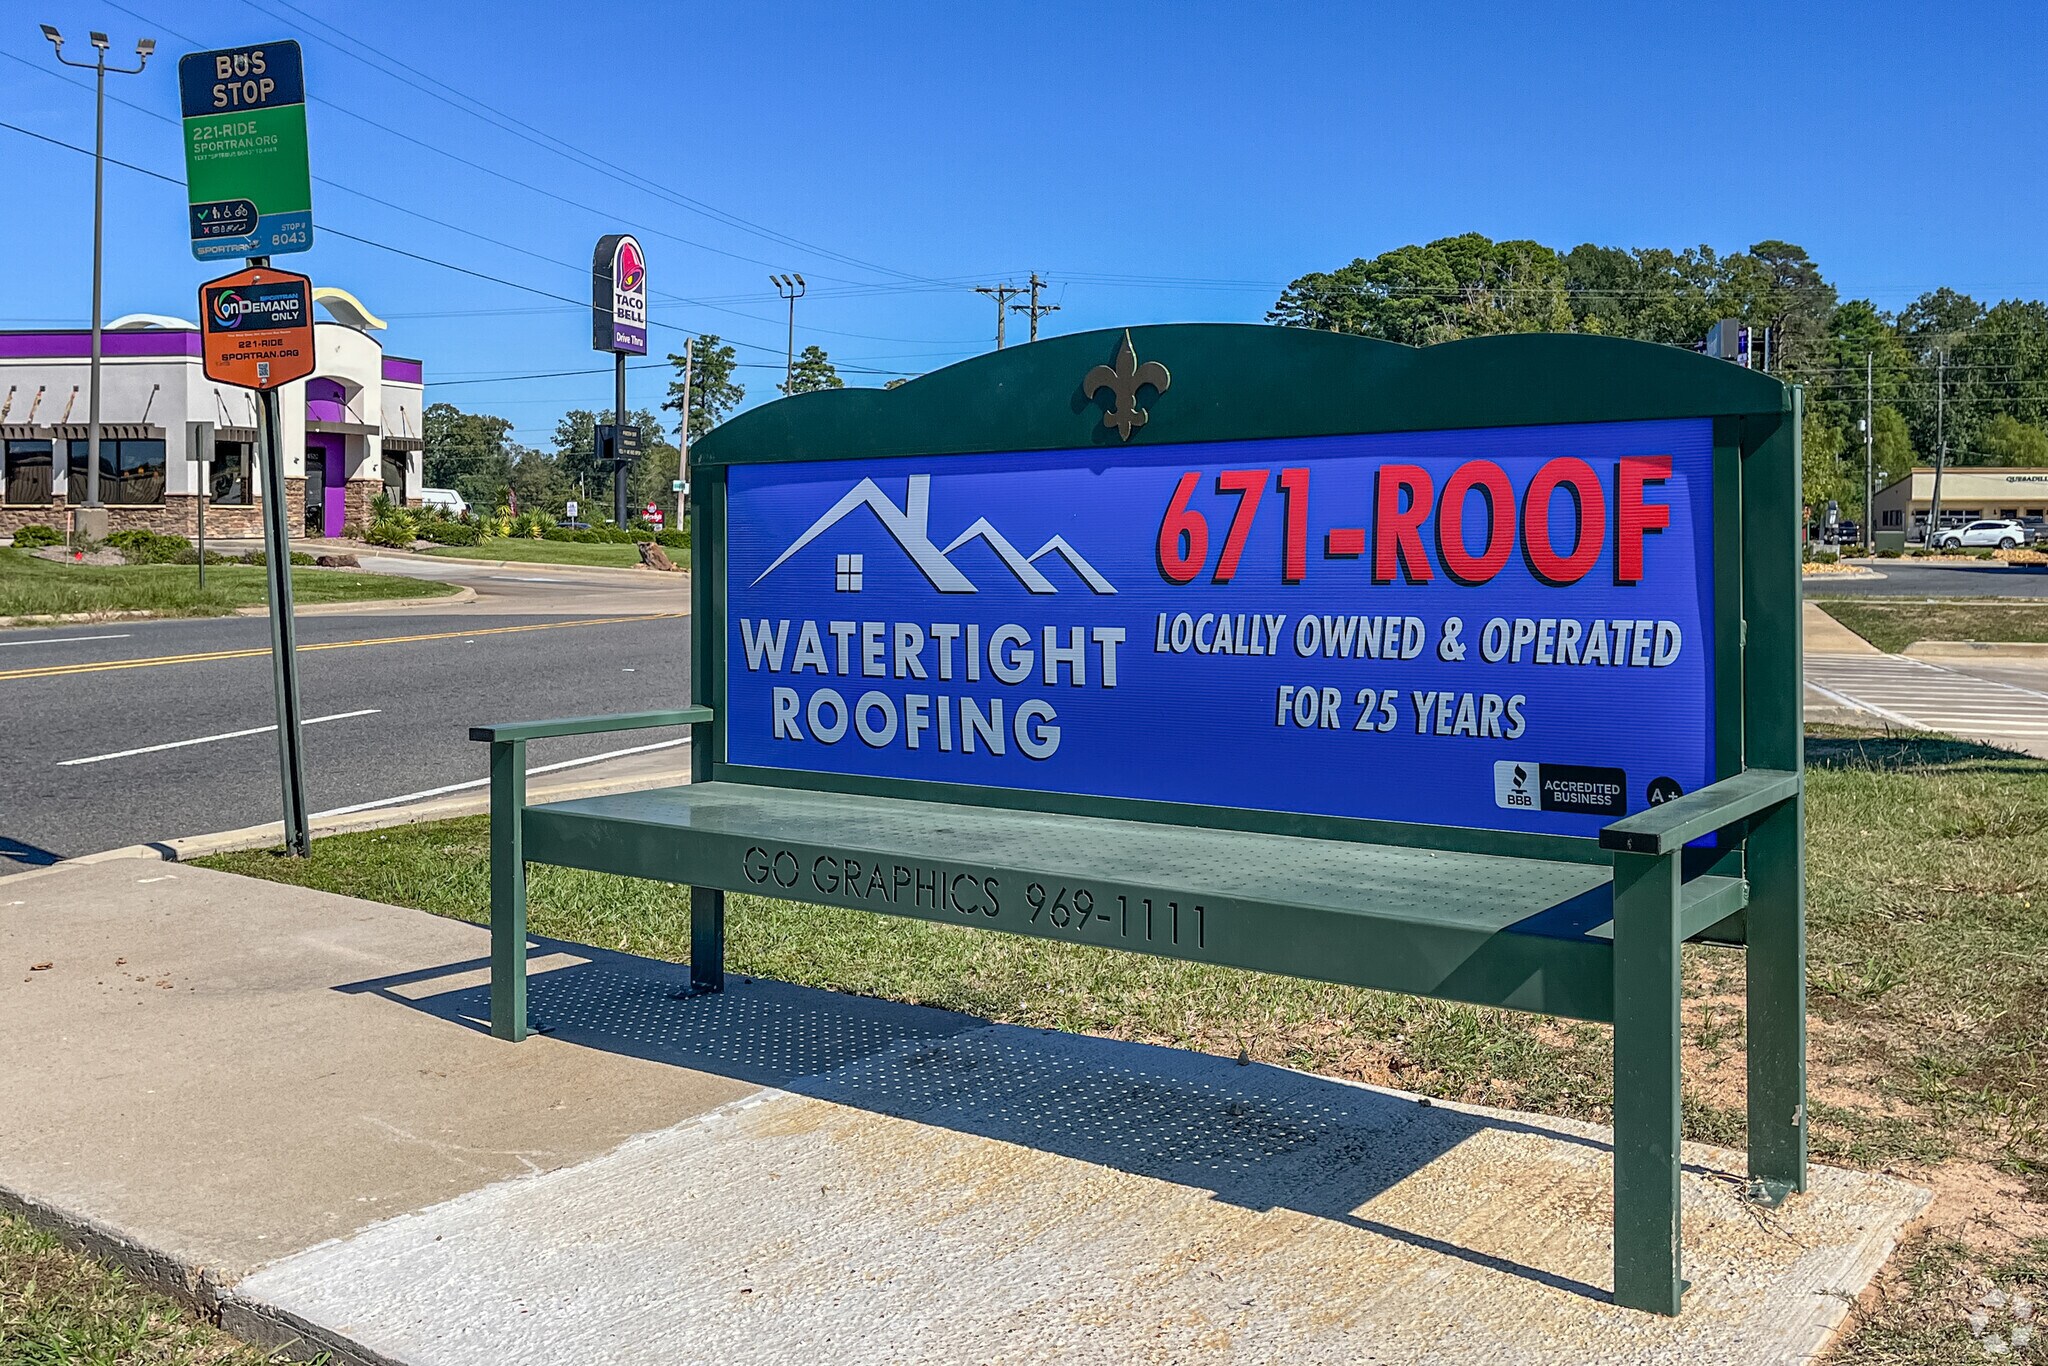 BUS
STOP
221-RIDE
SPORTRAN.ORG
STOP #
8043
SPORTRAN
SPORTRAN
ONDEMAND
ONLY
221-RIDE
SPORTRAN.ORG
TACO
BELL
Drive Thru
671-ROOF
WATERTIGHT
ROOFING
LOCALLY OWNED & OPERATED
FOR 25 YEARS
BBB
ACCREDITED
BUSINESS
A+
GO GRAPHICS 969-1111